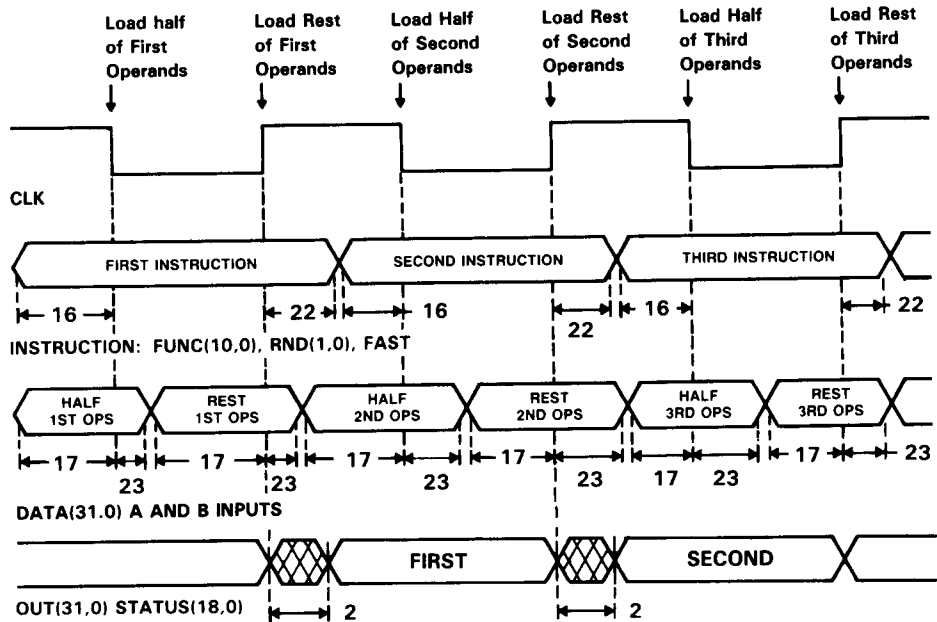 Load half of First Operands
Load Rest of First Operands
Load Half of Second Operands
Load Rest of Second Operands
Load Half of Third Operands
Load Rest of Third Operands
CLK
FIRST INSTRUCTION
SECOND INSTRUCTION
THIRD INSTRUCTION
16
22
16
22
16
22
INSTRUCTION: FUNC(10,0), RND(1,0), FAST
HALF 1ST OPS
REST 1ST OPS
HALF 2ND OPS
REST 2ND OPS
HALF 3RD OPS
REST 3RD OPS
17
23
17
23
17
23
17
23
17
23
17
23
DATA(31.0) A AND B INPUTS
FIRST
SECOND
OUT(31,0) STATUS(18,0)
2
2